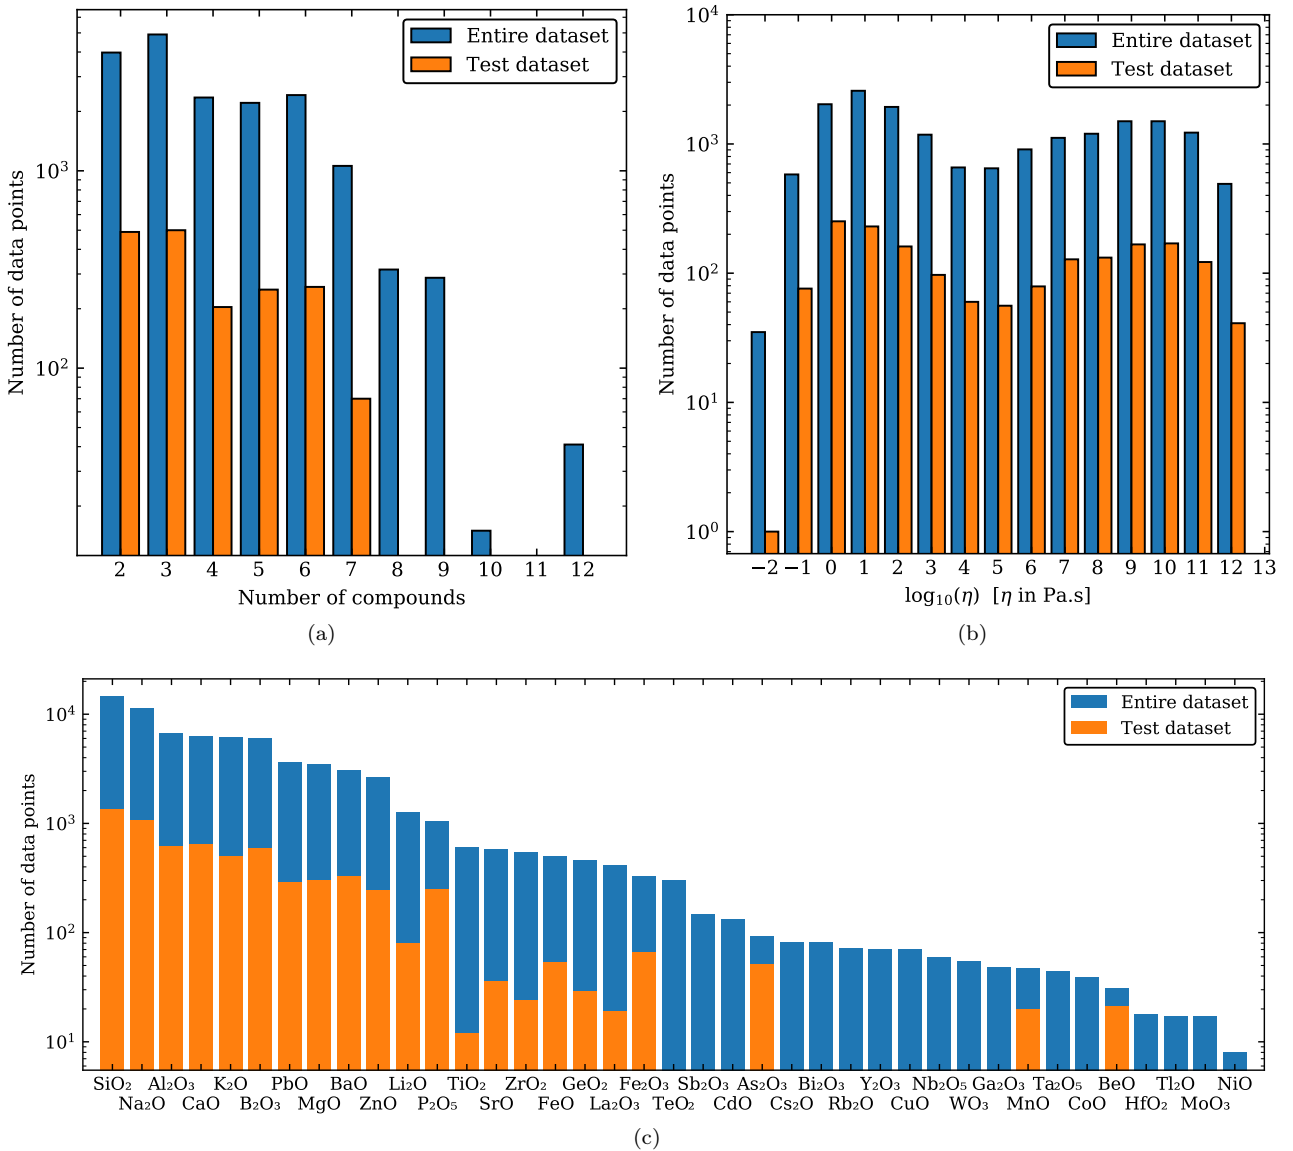 Number of data points
10³
10²
Entire dataset
Test dataset
2 3 4 5 6 7 8 9 10 11 12
Number of compounds
(a)
Number of data points
10⁴
10³
10²
10¹
10⁰
Entire dataset
Test dataset
−2 −1 0 1 2 3 4 5 6 7 8 9 10 11 12 13
log₁₀(η) [η in Pa.s]
(b)
Number of data points
10⁴
10³
10²
10¹
Entire dataset
Test dataset
SiO₂ Al₂O₃ K₂O PbO BaO Li₂O TiO₂ ZrO₂ GeO₂ Fe₂O₃ Sb₂O₃ As₂O₃ Bi₂O₃ Y₂O₃ Nb₂O₅ Ga₂O₃ Ta₂O₅ BeO Tl₂O NiO
Na₂O CaO B₂O₃ MgO ZnO P₂O₅ SrO FeO La₂O₃ TeO₂ CdO Cs₂O Rb₂O CuO WO₃ MnO CoO HfO₂ MoO₃
(c)